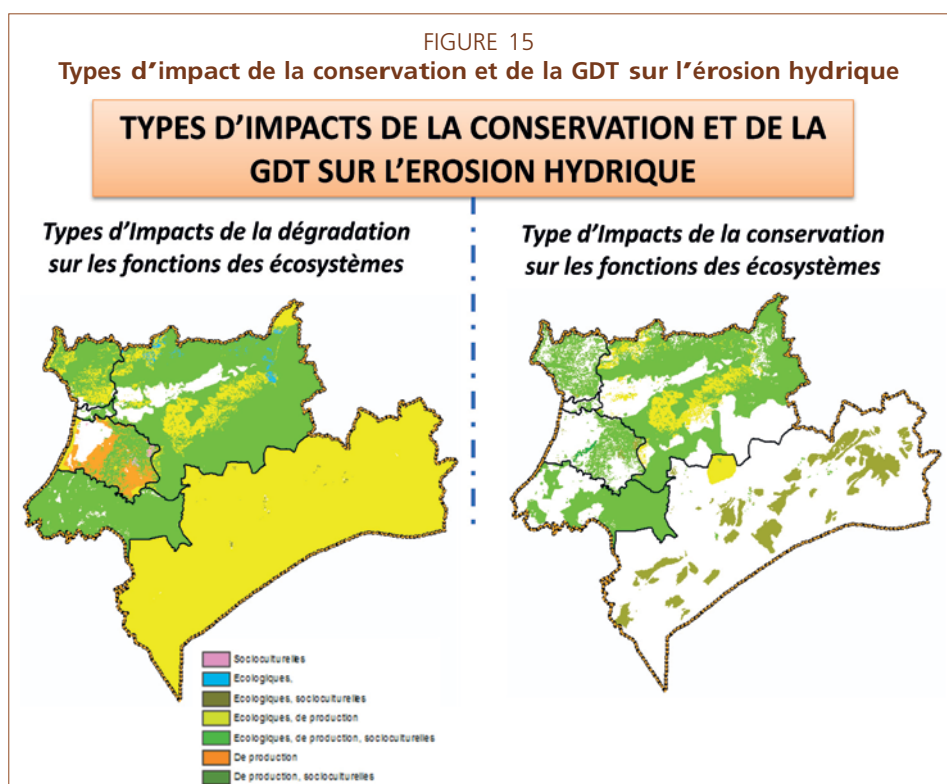 FIGURE 15
Types d’impact de la conservation et de la GDT sur l’érosion hydrique
TYPES D’IMPACTS DE LA CONSERVATION ET DE LA
GDT SUR L’EROSION HYDRIQUE
Types d’Impacts de la dégradation
sur les fonctions des écosystèmes
Type d’Impacts de la conservation
sur les fonctions des écosystèmes
Socioculturelles
Ecologiques,
Ecologiques, socioculturelles
Ecologiques, de production
Ecologiques, de production, socioculturelles
De production
De production, socioculturelles